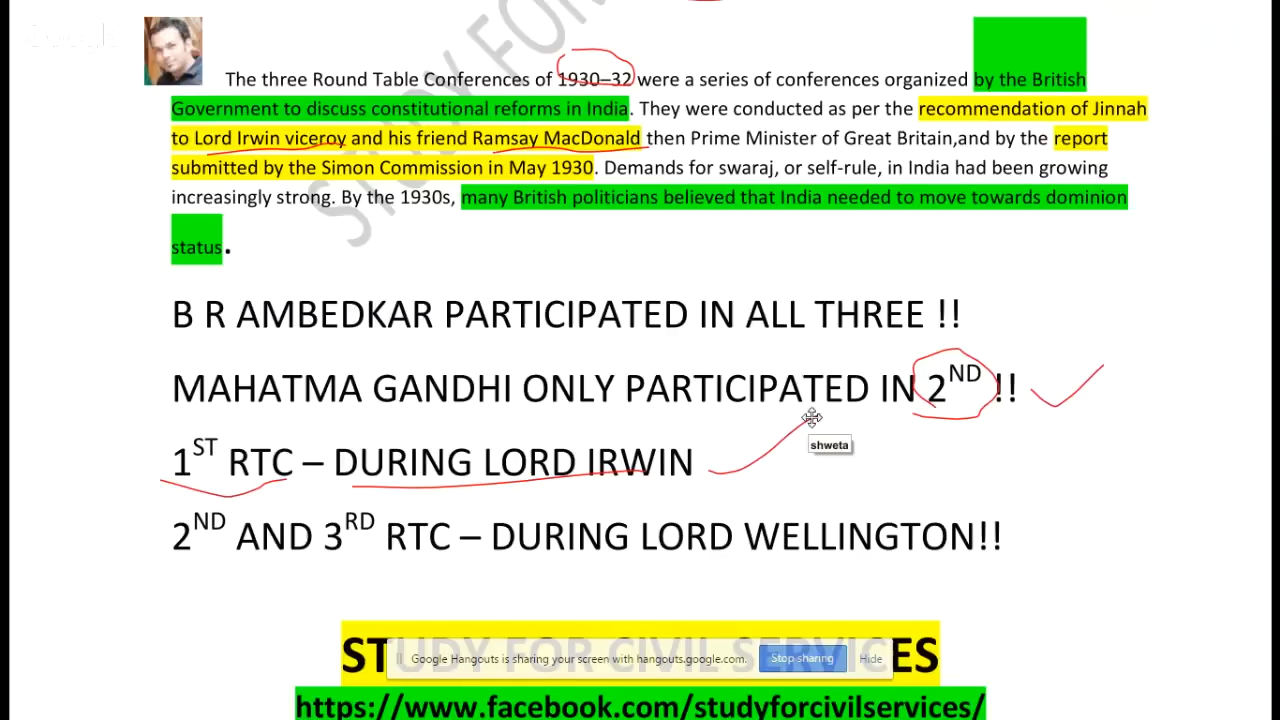 The three Round Table Conferences of 1930–32 were a series of conferences organized by the British
Government to discuss constitutional reforms in India. They were conducted as per the recommendation of Jinnah
to Lord Irwin viceroy and his friend Ramsay MacDonald then Prime Minister of Great Britain,and by the report
submitted by the Simon Commission in May 1930. Demands for swaraj, or self-rule, in India had been growing
increasingly strong. By the 1930s, many British politicians believed that India needed to move towards dominion
status.
STUDY FOR
B R AMBEDKAR PARTICIPATED IN ALL THREE !!
MAHATMA GANDHI ONLY PARTICIPATED IN 2ND !!
shweta
1ST RTC – DURING LORD IRWIN
2ND AND 3RD RTC – DURING LORD WELLINGTON!!
STUDY FOR CIVIL SERVICES
Google Hangouts is sharing your screen with hangouts.google.com. Stop sharing Hide
https://www.facebook.com/studyforcivilservices/